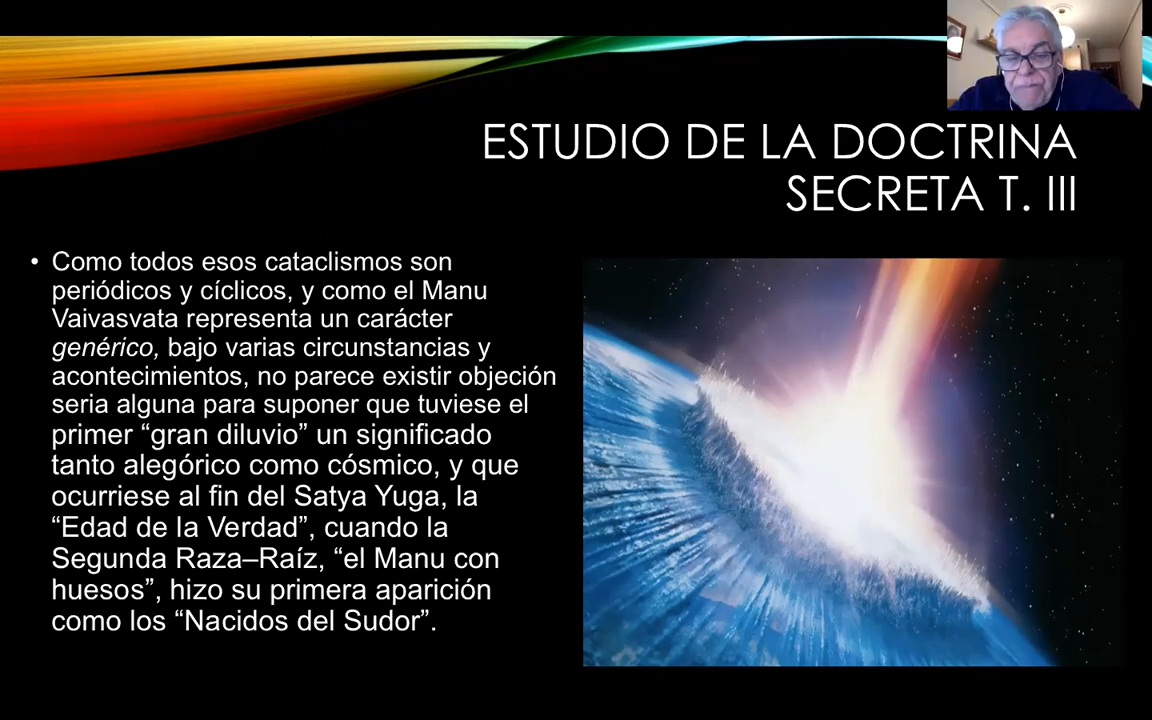 ESTUDIO DE LA DOCTRINA
SECRETA T. III
• Como todos esos cataclismos son
periódicos y cíclicos, y como el Manu
Vaivasvata representa un carácter
genérico, bajo varias circunstancias y
acontecimientos, no parece existir objeción
seria alguna para suponer que tuviese el
primer “gran diluvio” un significado
tanto alegórico como cósmico, y que
ocurriese al fin del Satya Yuga, la
“Edad de la Verdad”, cuando la
Segunda Raza–Raíz, “el Manu con
huesos”, hizo su primera aparición
como los “Nacidos del Sudor”.